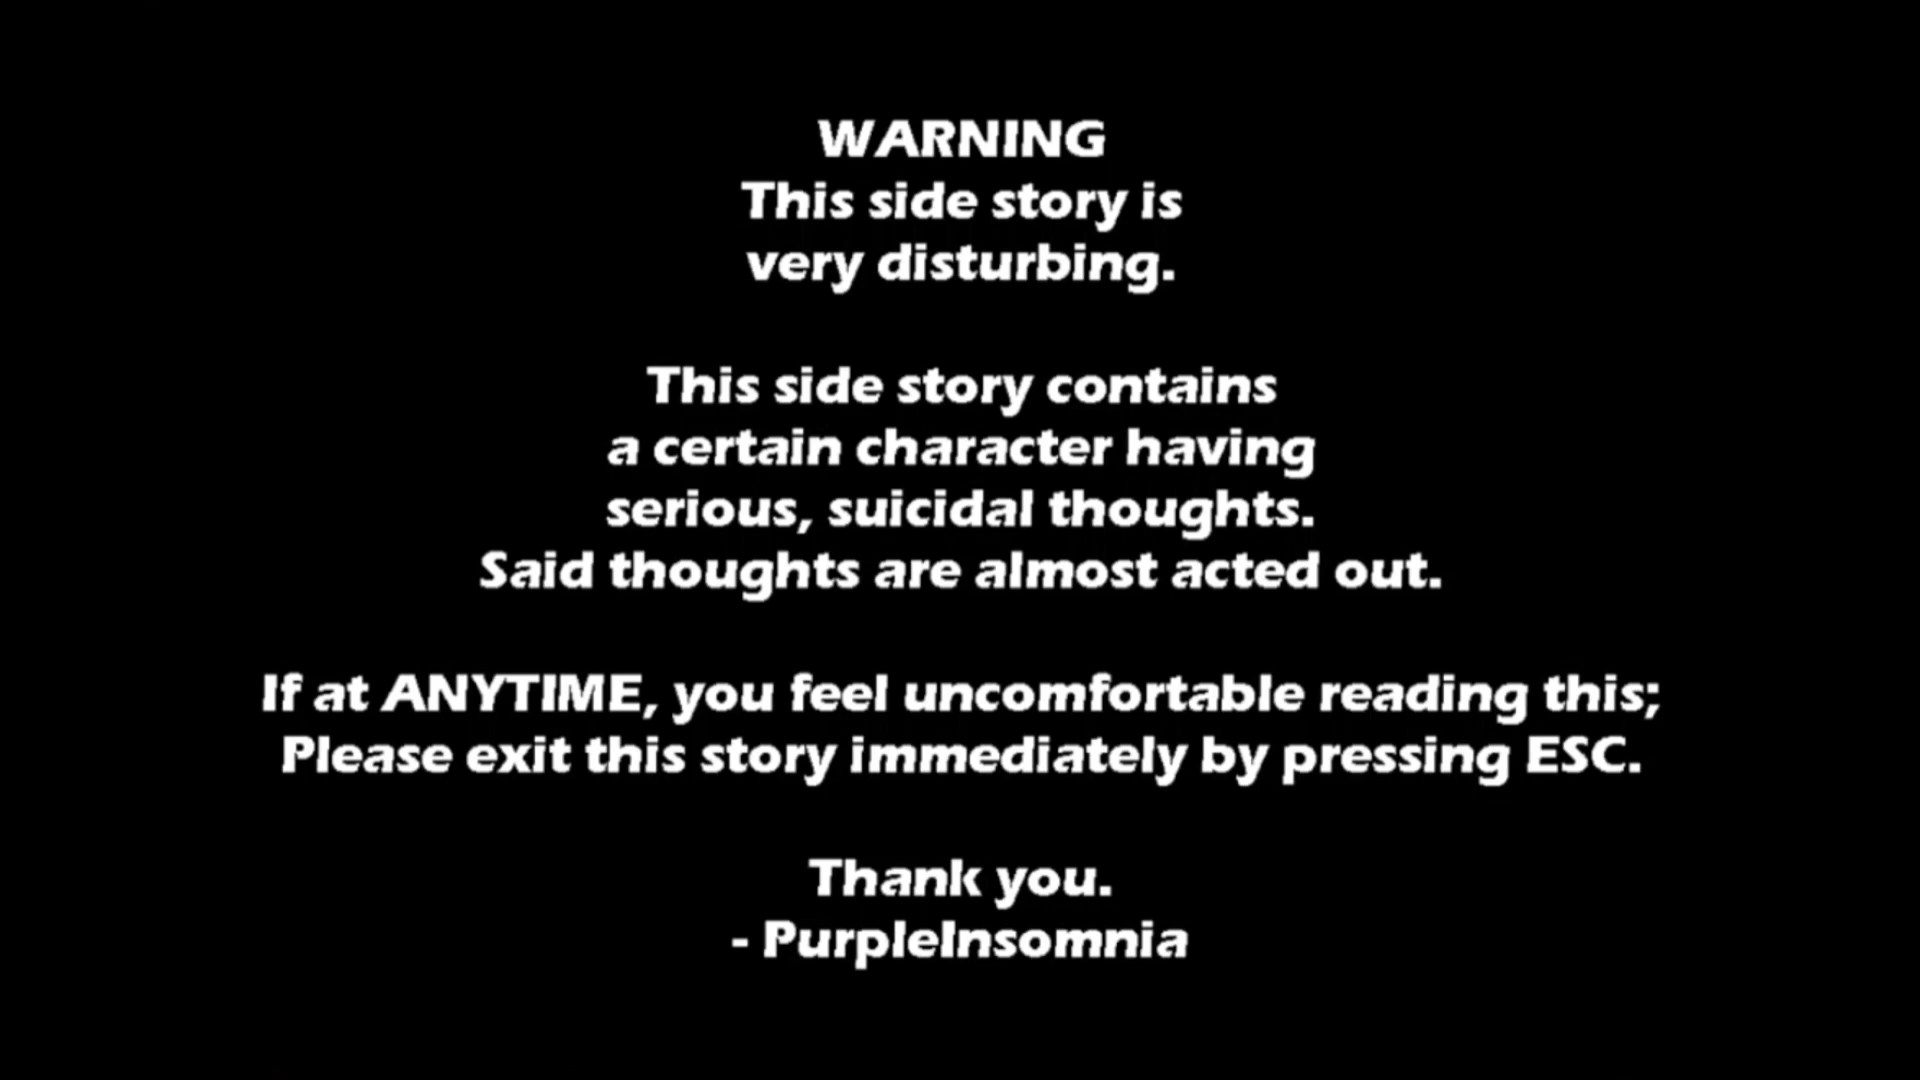 WARNING
This side story is
very disturbing.
This side story contains
a certain character having
serious, suicidal thoughts.
Said thoughts are almost acted out.
If at ANYTIME, you feel uncomfortable reading this;
Please exit this story immediately by pressing ESC.
Thank you.
- PurpleInsomnia